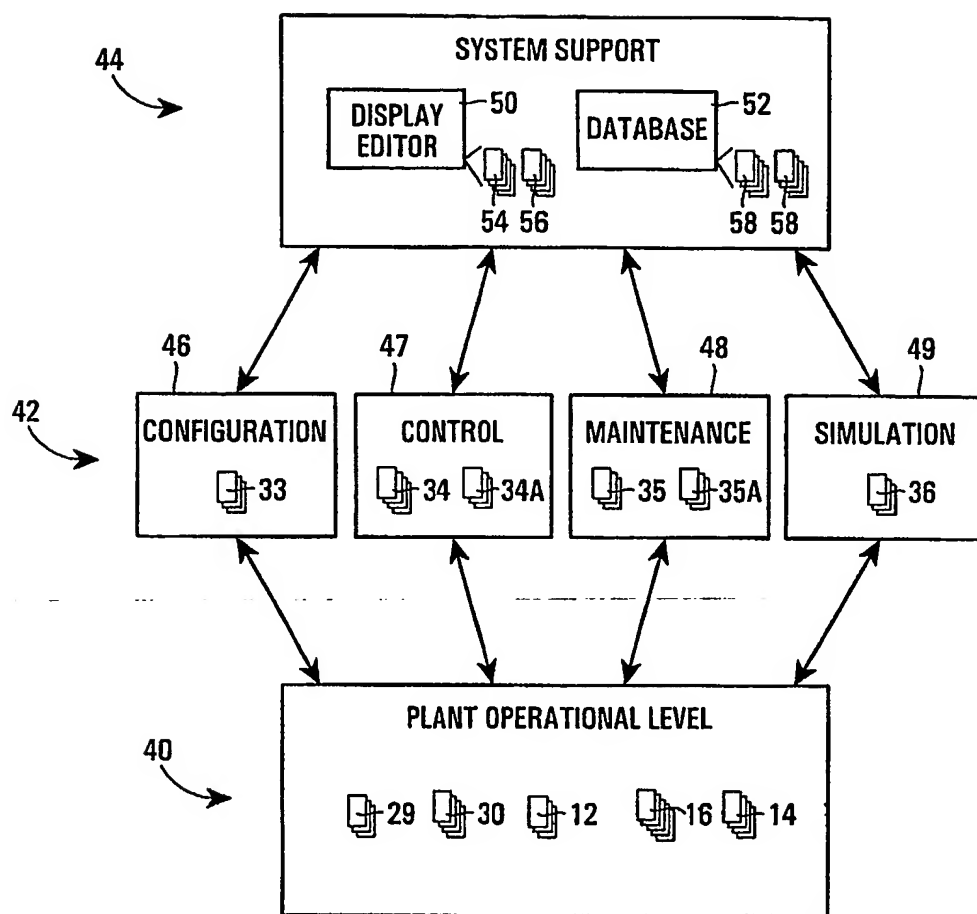 SYSTEM SUPPORT
44
DISPLAY
EDITOR
50
DATABASE
52
54 56
58 58
46
47
48
49
42
CONFIGURATION
33
CONTROL
34 34A
MAINTENANCE
35 35A
SIMULATION
36
PLANT OPERATIONAL LEVEL
40
29 30 12 16 14